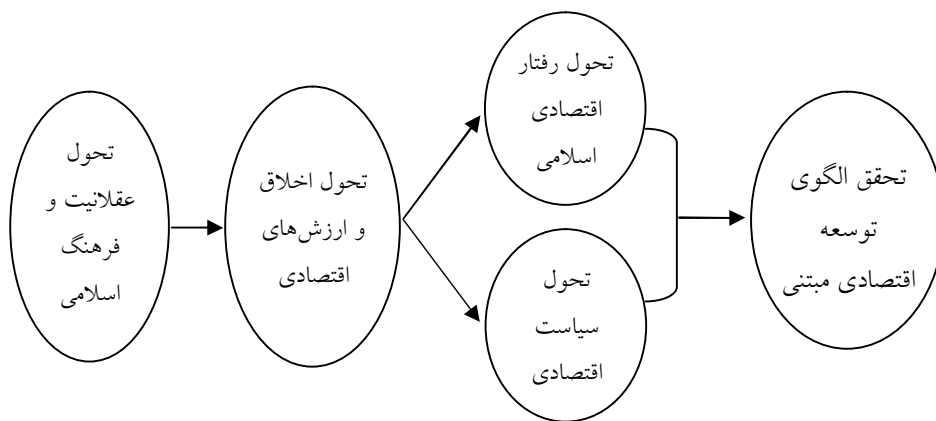 تحول
عقلانیت و
فرهنگ
اسلامی
تحول اخلاق
و ارزش‌های
اقتصادی
تحول رفتار
اقتصادی
اسلامی
تحول
سیاست
اقتصادی
تحقق الگوی
توسعه
اقتصادی مبتنی